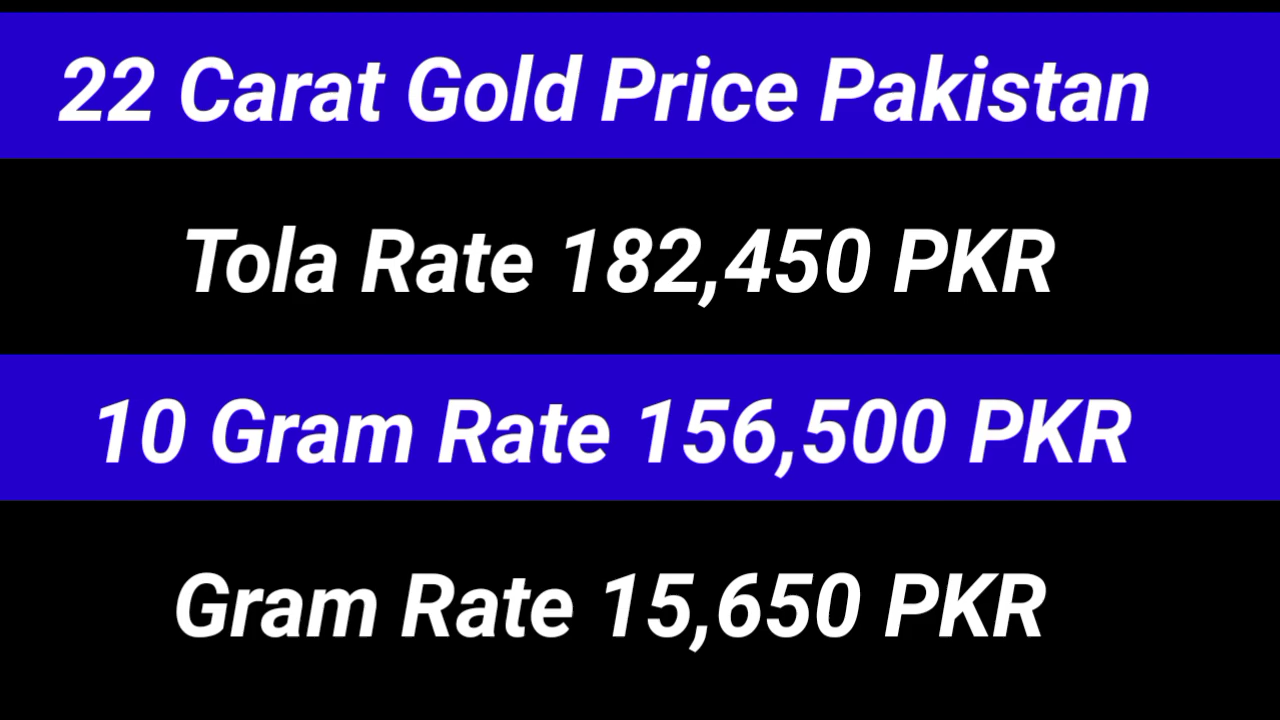 22 Carat Gold Price Pakistan
Tola Rate 182,450 PKR
10 Gram Rate 156,500 PKR
Gram Rate 15,650 PKR